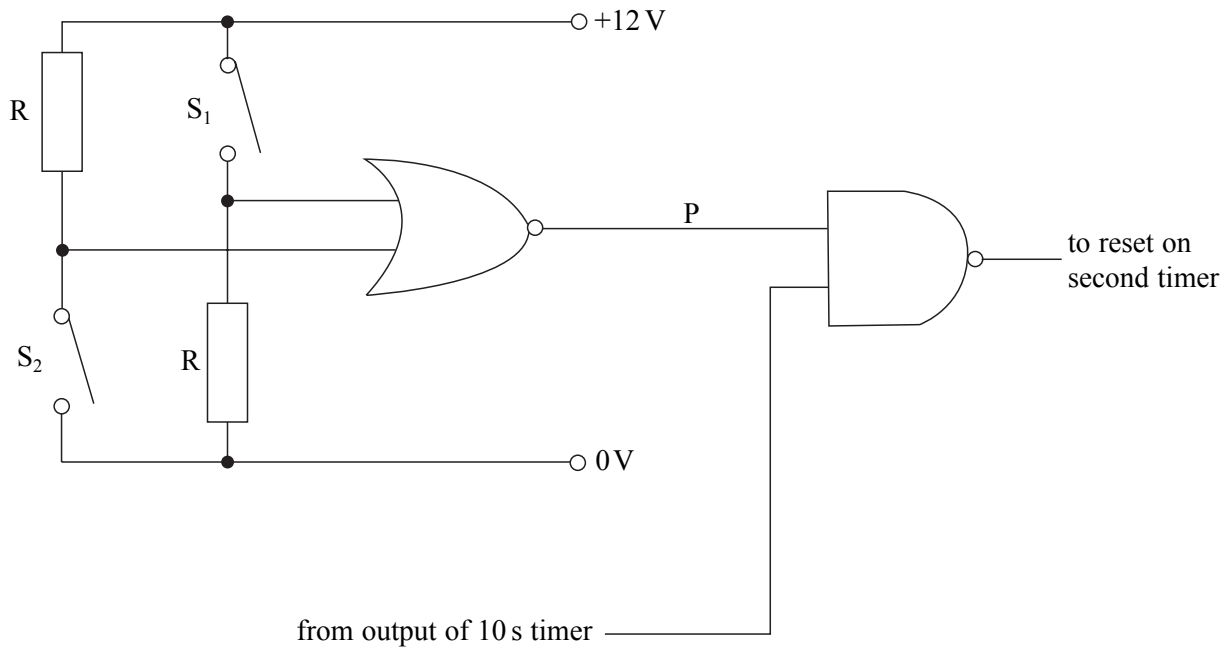 +12 V
R
S₁
P
to reset on
second timer
S₂
R
0 V
from output of 10 s timer